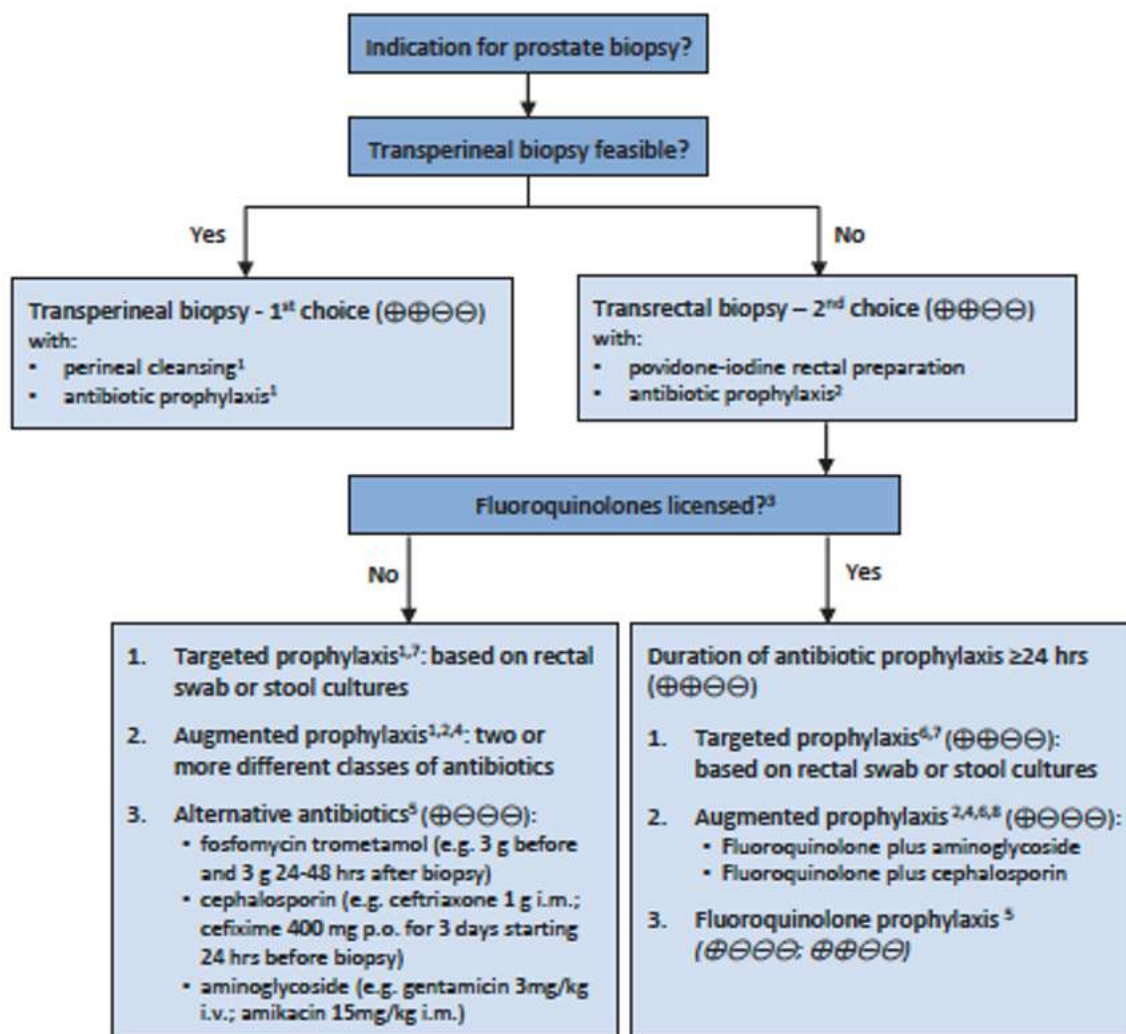 Indication for prostate biopsy?
Transperineal biopsy feasible?
Yes
No
Transperineal biopsy - 1st choice (⊕⊕⊖⊖)
with:
▪ perineal cleansing¹
▪ antibiotic prophylaxis¹
Transrectal biopsy – 2nd choice (⊕⊕⊖⊖)
with:
▪ povidone-iodine rectal preparation
▪ antibiotic prophylaxis²
Fluoroquinolones licensed?³
No
Yes
1. Targeted prophylaxis¹,⁷: based on rectal
swab or stool cultures
2. Augmented prophylaxis¹,²,⁴: two or
more different classes of antibiotics
3. Alternative antibiotics⁵ (⊕⊖⊖⊖):
▪ fosfomycin trometamol (e.g. 3 g before
and 3 g 24-48 hrs after biopsy)
▪ cephalosporin (e.g. ceftriaxone 1 g i.m.;
cefixime 400 mg p.o. for 3 days starting
24 hrs before biopsy)
▪ aminoglycoside (e.g. gentamicin 3mg/kg
i.v.; amikacin 15mg/kg i.m.)
Duration of antibiotic prophylaxis ≥24 hrs
(⊕⊕⊖⊖)
1. Targeted prophylaxis⁶,⁷ (⊕⊕⊖⊖):
based on rectal swab or stool cultures
2. Augmented prophylaxis ²,⁴,⁶,⁸ (⊕⊖⊖⊖):
▪ Fluoroquinolone plus aminoglycoside
▪ Fluoroquinolone plus cephalosporin
3. Fluoroquinolone prophylaxis ⁵
(⊕⊖⊖⊖; ⊕⊕⊖⊖)